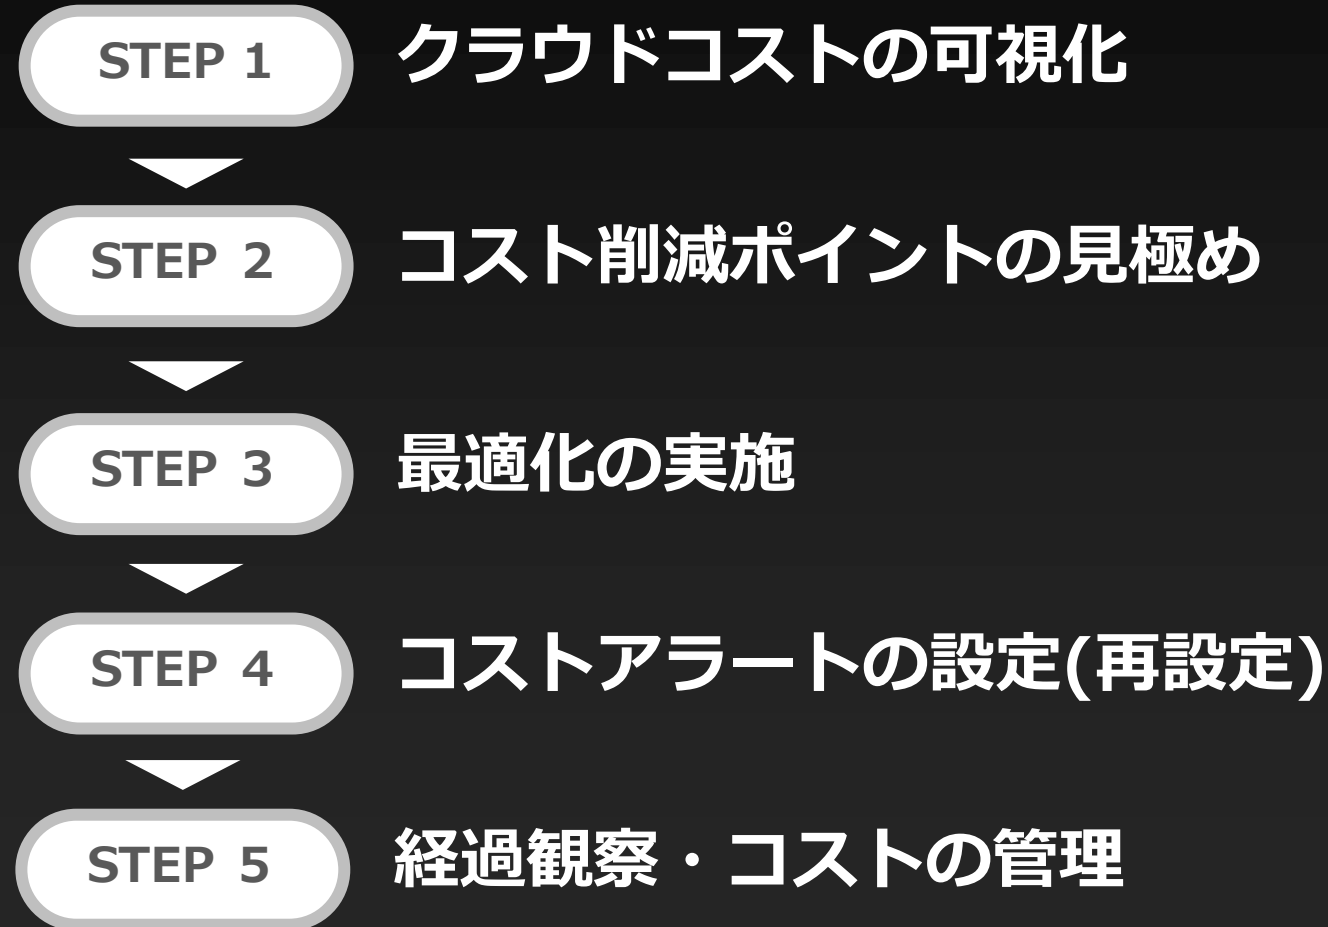 STEP 1 クラウドコストの可視化
STEP 2 コスト削減ポイントの見極め
STEP 3 最適化の実施
STEP 4 コストアラートの設定(再設定)
STEP 5 経過観察・コストの管理